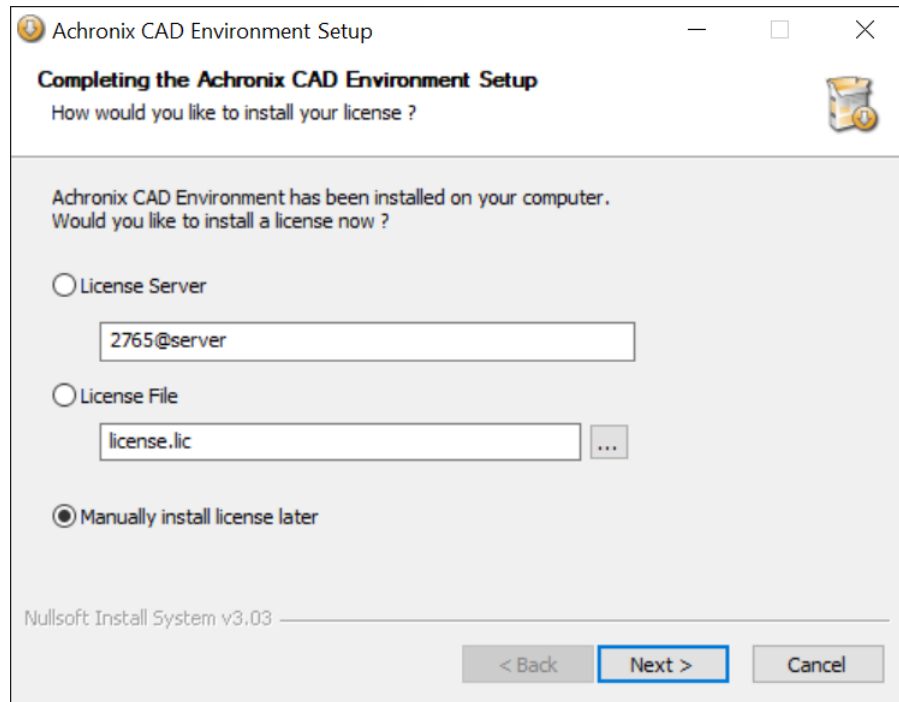 Achronix CAD Environment Setup
Completing the Achronix CAD Environment Setup
How would you like to install your license ?
Achronix CAD Environment has been installed on your computer.
Would you like to install a license now ?
License Server
2765@server
License File
license.lic
...
Manually install license later
Nullsoft Install System v3.03
< Back
Next >
Cancel